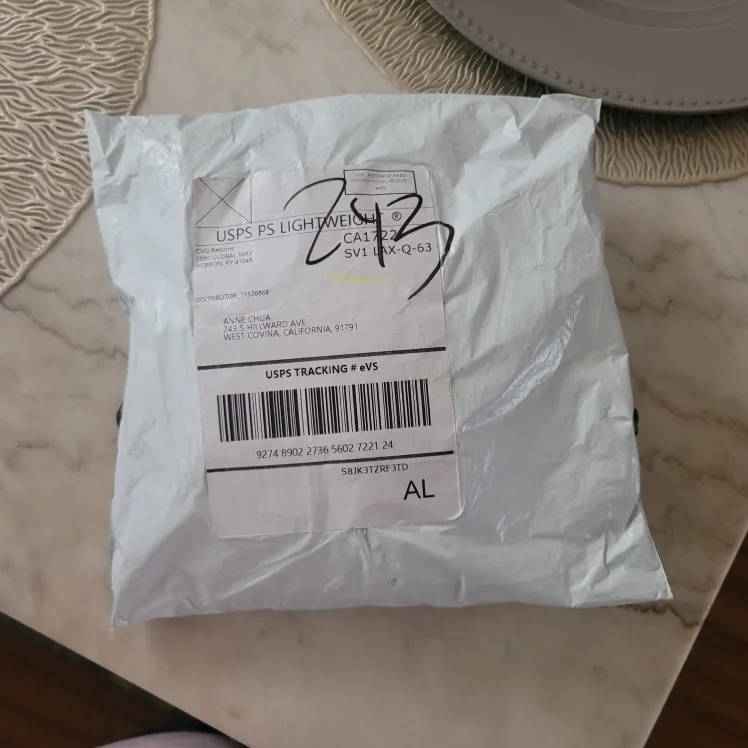 U.S. POSTAGE PAID
eVS
243
USPS PS LIGHTWEIGH ®
CA1722
SV1 LAX-Q-63
CVG Returns
2080 GLOBAL WAY
HEBRON, KY 41048
DISTRIBUTOR: 11326868
ANNE CHUA
243 S HILLWARD AVE
WEST COVINA, CALIFORNIA, 91791
USPS TRACKING # eVS
9274 8902 2736 5602 7221 24
S8JK3TZRF3TD
AL